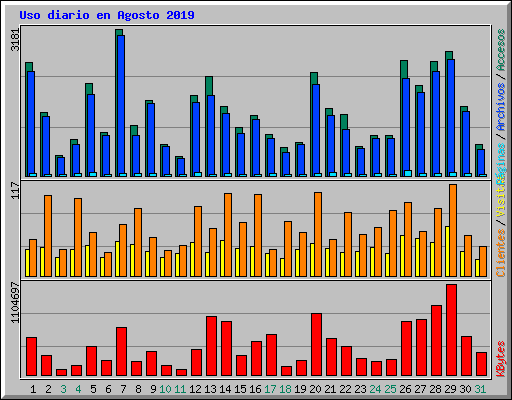 Uso diario en Agosto 2019
3181
117
1104697
Accesos / Archivos / Páginas
Clientes / Visitas
KBytes
1 2 3 4 5 6 7 8 9 10 11 12 13 14 15 16 17 18 19 20 21 22 23 24 25 26 27 28 29 30 31